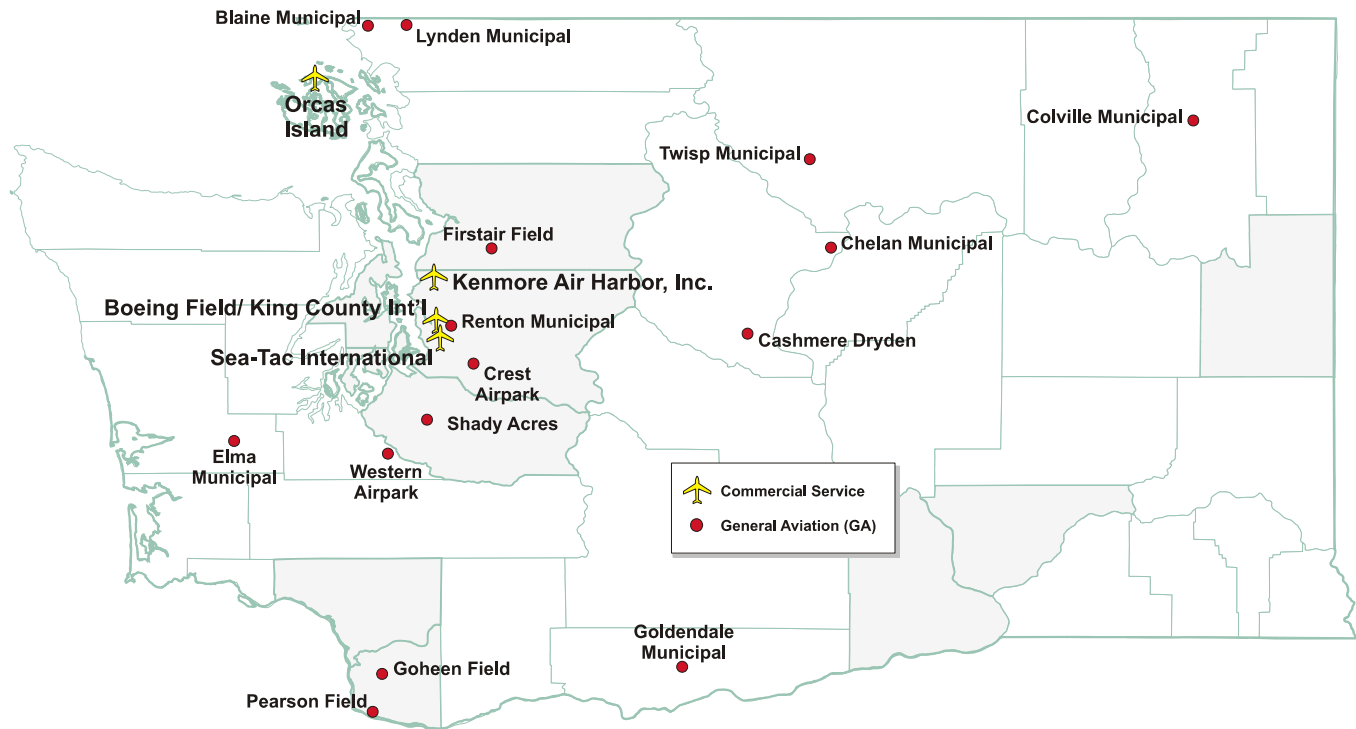 Blaine Municipal
Lynden Municipal
Orcas
Island
Colville Municipal
Twisp Municipal
Firstair Field
Chelan Municipal
Kenmore Air Harbor, Inc.
Boeing Field/ King County Int'l
Renton Municipal
Cashmere Dryden
Sea-Tac International
Crest
Airpark
Shady Acres
Elma
Municipal
Western
Airpark
Commercial Service
General Aviation (GA)
Goldendale
Municipal
Goheen Field
Pearson Field